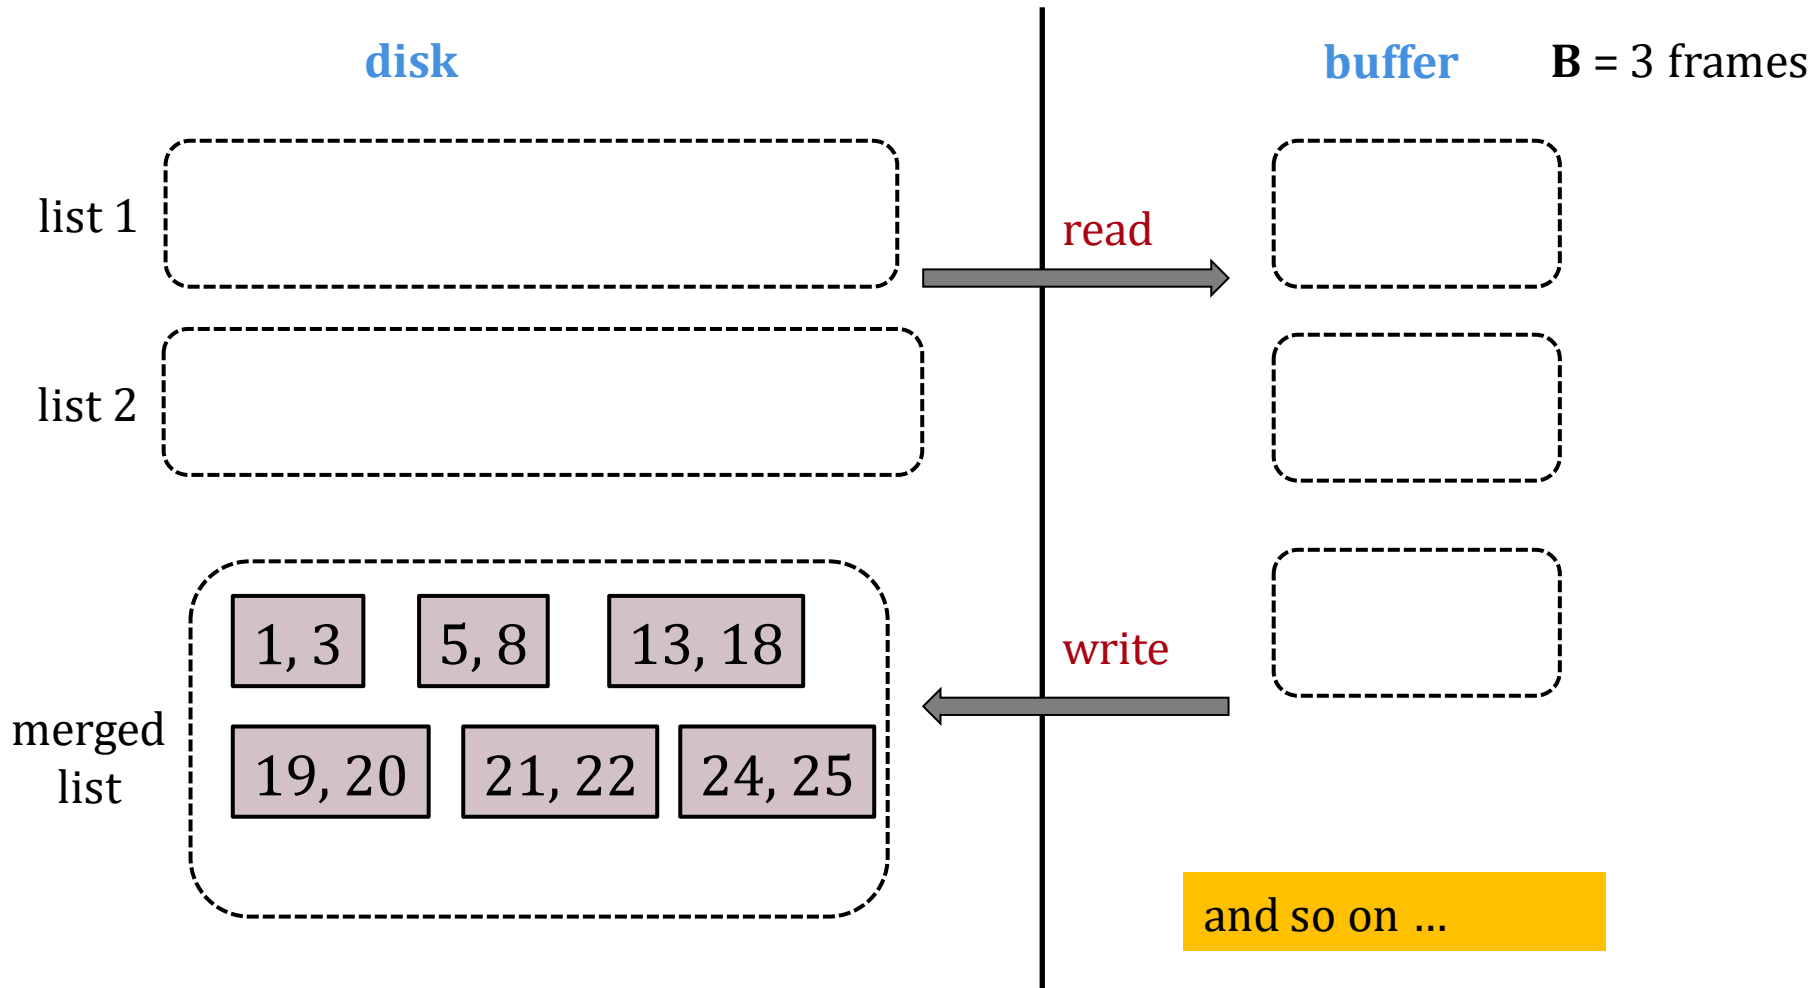 disk
buffer
B = 3 frames
list 1
read
list 2
1, 3
5, 8
13, 18
write
merged
list
19, 20
21, 22
24, 25
and so on ...